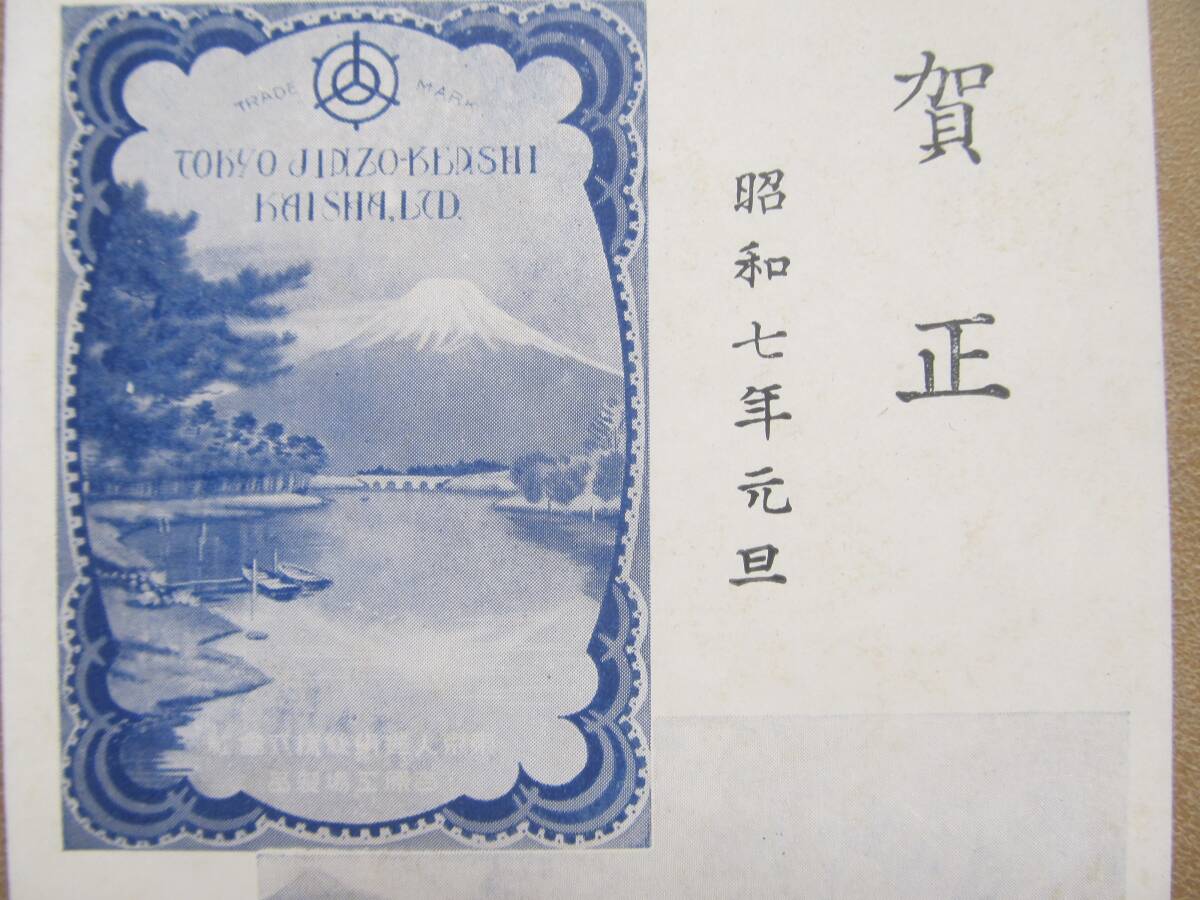 賀正
昭和七年元旦
TRADE MARK
TOKYO JINZO-KENSHI
KAISHA, LTD.